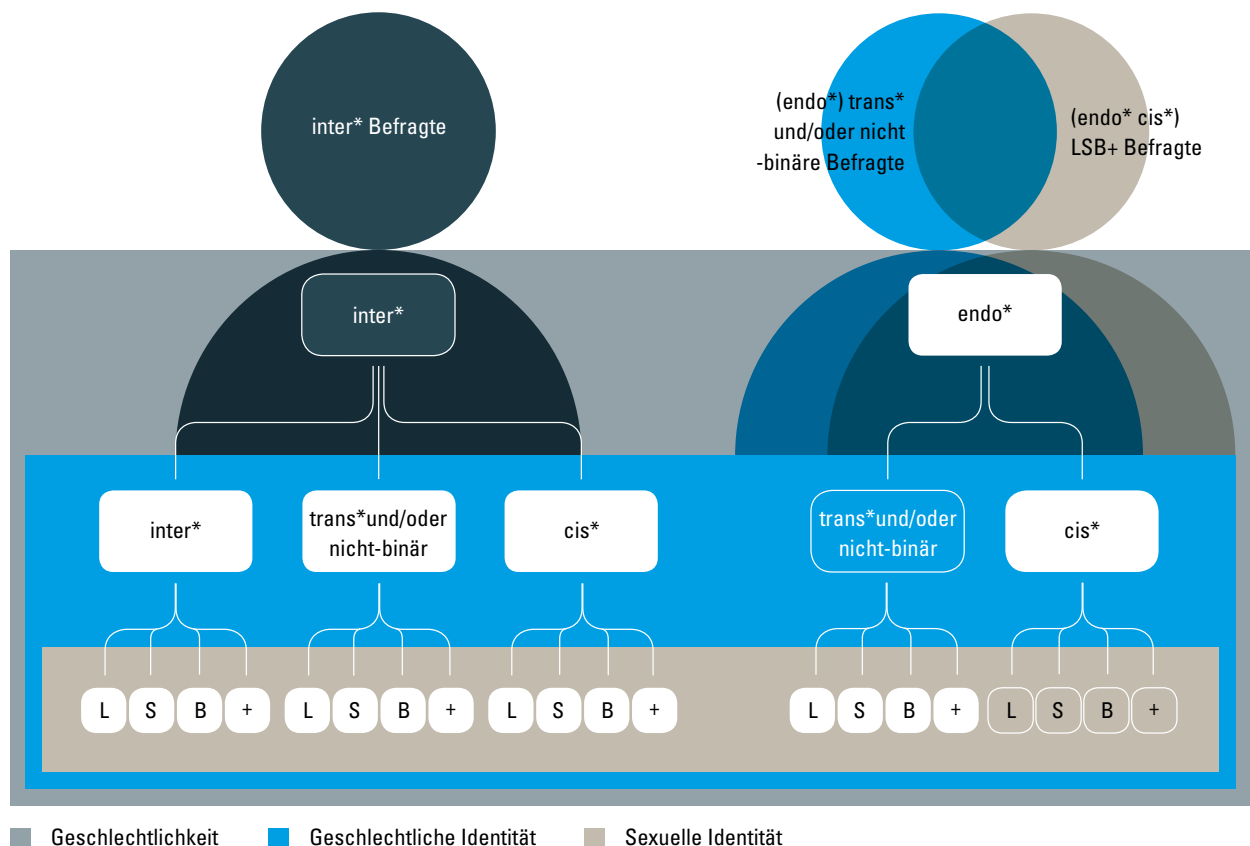 inter* Befragte
(endo*) trans*
und/oder nicht
-binäre Befragte
(endo* cis*)
LSB+ Befragte
inter*
endo*
inter*
trans*und/oder
nicht-binär
cis*
trans*und/oder
nicht-binär
cis*
L S B + L S B + L S B + L S B + L S B +
Geschlechtlichkeit Geschlechtliche Identität Sexuelle Identität